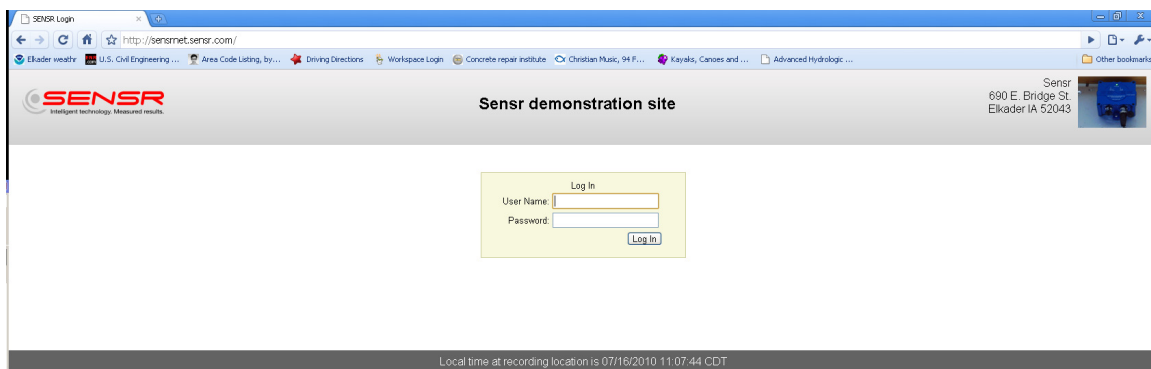 SENSR Login
http://sensrnet.sensr.com/
Elkader weathr U.S. Civil Engineering ... Area Code Listing, by... Driving Directions Workspace Login Concrete repair institute Christian Music, 94 F... Kayaks, Canoes and ... Advanced Hydrologic ... Other bookmarks
SENSR
Intelligent technology. Measured results.
Sensr demonstration site
Sensr
690 E. Bridge St.
Elkader IA 52043
Log In
User Name:
Password:
Log In
Local time at recording location is 07/16/2010 11:07:44 CDT